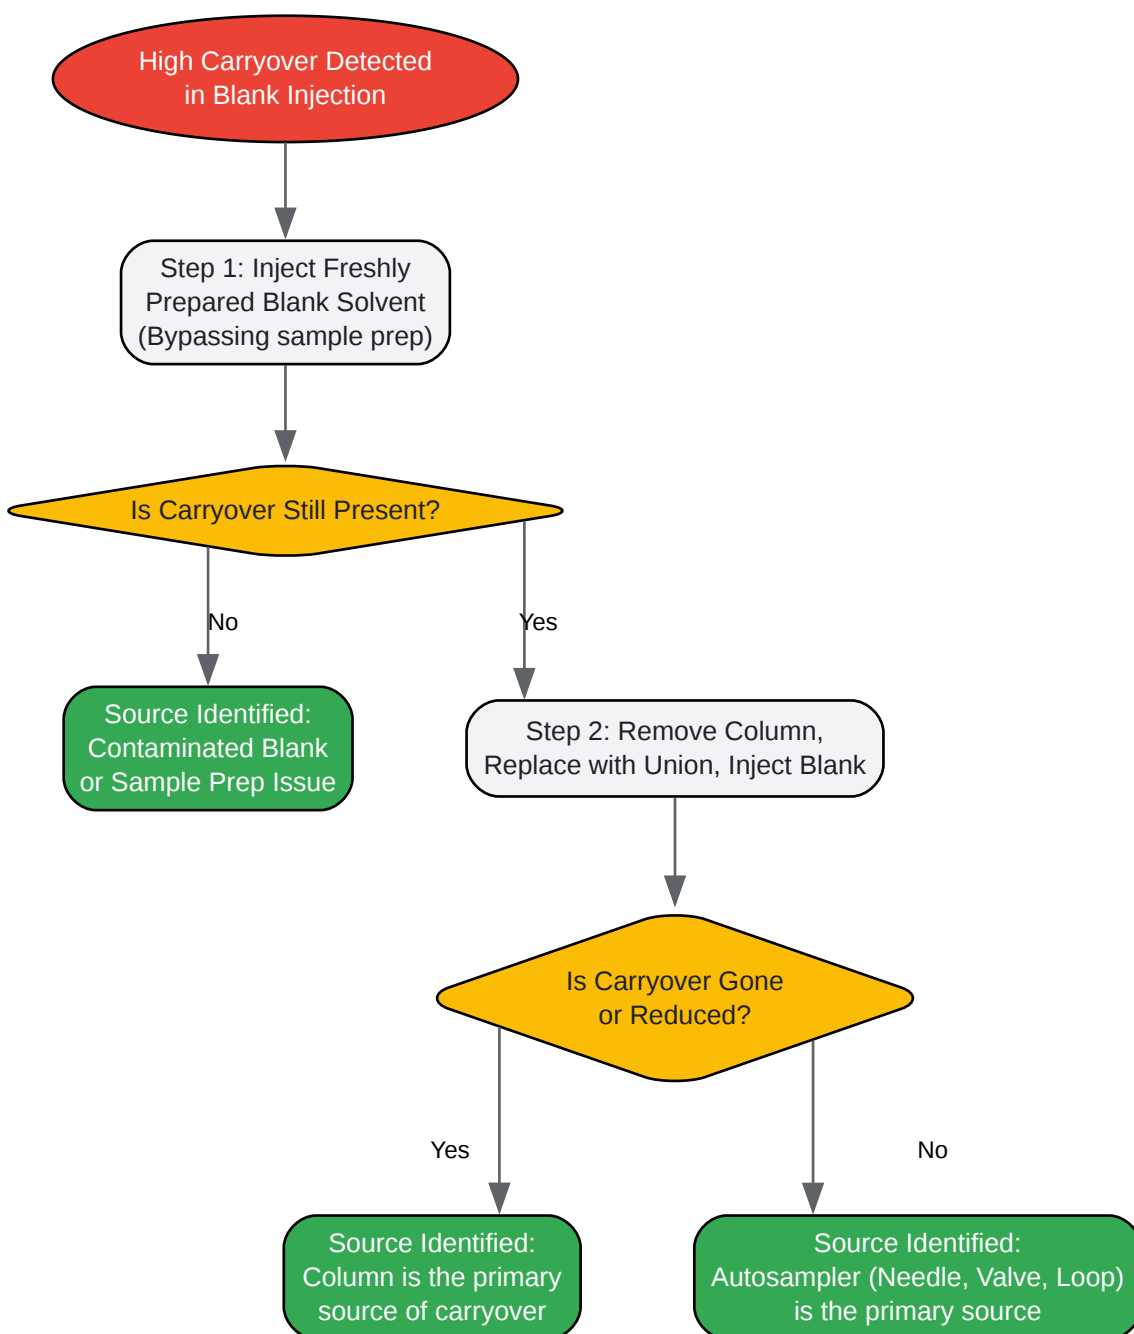 High Carryover Detected
in Blank Injection
Step 1: Inject Freshly
Prepared Blank Solvent
(Bypassing sample prep)
Is Carryover Still Present?
No
Yes
Source Identified:
Contaminated Blank
or Sample Prep Issue
Step 2: Remove Column,
Replace with Union, Inject Blank
Is Carryover Gone
or Reduced?
Yes
No
Source Identified:
Column is the primary
source of carryover
Source Identified:
Autosampler (Needle, Valve, Loop)
is the primary source